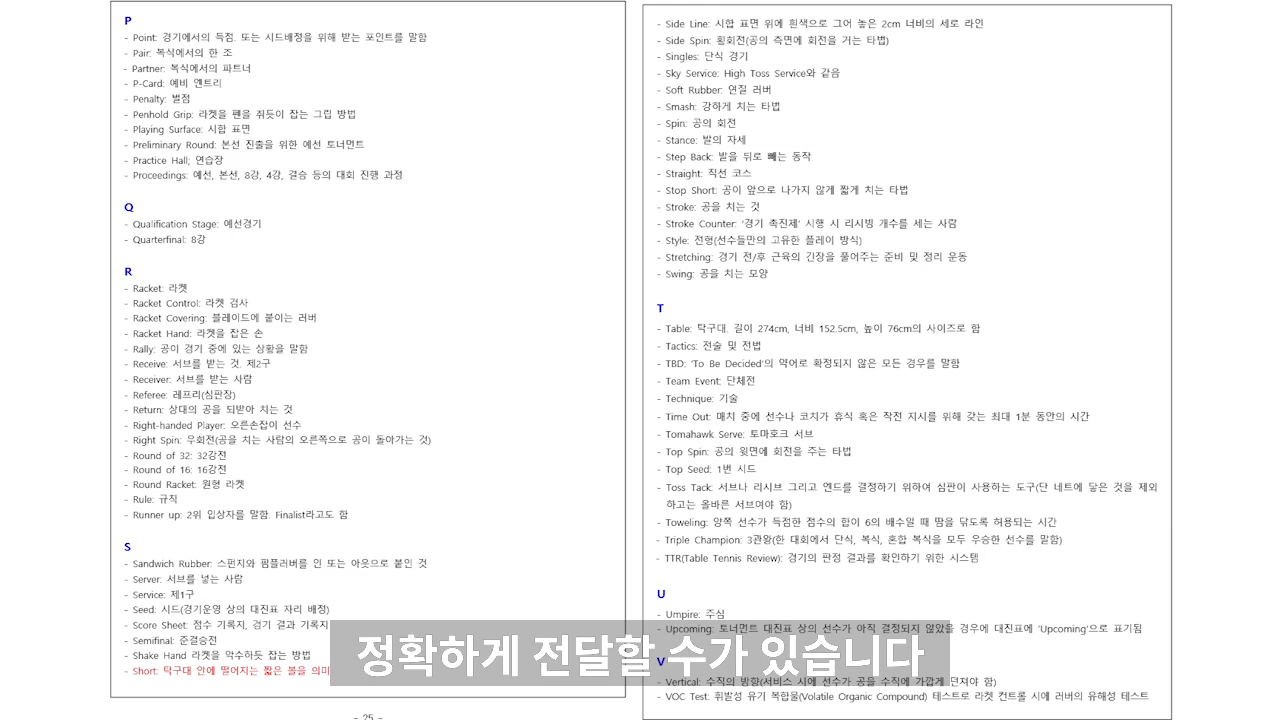 P
- Point: 경기에서의 득점. 또는 시드배정을 위해 받는 포인트를 말함
- Pair: 복식에서의 한 조
- Partner: 복식에서의 파트너
- P-Card: 예비 엔트리
- Penalty: 벌점
- Penhold Grip: 라켓을 펜을 쥐듯이 잡는 그립 방법
- Playing Surface: 시합 표면
- Preliminary Round: 본선 진출을 위한 예선 토너먼트
- Practice Hall; 연습장
- Proceedings: 예선, 본선, 8강, 4강, 결승 등의 대회 진행 과정
Q
- Qualification Stage: 예선경기
- Quarterfinal: 8강
R
- Racket: 라켓
- Racket Control: 라켓 검사
- Racket Covering: 블레이드에 붙이는 러버
- Racket Hand: 라켓을 잡은 손
- Rally: 공이 경기 중에 있는 상황을 말함
- Receive: 서브를 받는 것. 제2구
- Receiver: 서브를 받는 사람
- Referee: 레프리(심판장)
- Return: 상대의 공을 되받아 치는 것
- Right-handed Player: 오른손잡이 선수
- Right Spin: 우회전(공을 치는 사람의 오른쪽으로 공이 돌아가는 것)
- Round of 32: 32강전
- Round of 16: 16강전
- Round Racket: 원형 라켓
- Rule: 규칙
- Runner up: 2위 입상자를 말함. Finalist라고도 함
S
- Sandwich Rubber: 스펀지와 핌플러버를 인 또는 아웃으로 붙인 것
- Server: 서브를 넣는 사람
- Service: 제1구
- Seed: 시드(경기운영 상의 대진표 자리 배정)
- Score Sheet: 점수 기록지, 경기 결과 기록지
- Semifinal: 준결승전
- Shake Hand 라켓을 악수하듯 잡는 방법
- Short: 탁구대 안에 떨어지는 짧은 볼을 의미
- 25 -
- Side Line: 시합 표면 위에 흰색으로 그어 놓은 2cm 너비의 세로 라인
- Side Spin: 횡회전(공의 측면에 회전을 거는 타법)
- Singles: 단식 경기
- Sky Service: High Toss Service와 같음
- Soft Rubber: 연질 러버
- Smash: 강하게 치는 타법
- Spin: 공의 회전
- Stance: 발의 자세
- Step Back: 발을 뒤로 빼는 동작
- Straight: 직선 코스
- Stop Short: 공이 앞으로 나가지 않게 짧게 치는 타법
- Stroke: 공을 치는 것
- Stroke Counter: '경기 촉진제' 시행 시 리시빙 개수를 세는 사람
- Style: 전형(선수들만의 고유한 플레이 방식)
- Stretching: 경기 전/후 근육의 긴장을 풀어주는 준비 및 정리 운동
- Swing: 공을 치는 모양
T
- Table: 탁구대. 길이 274cm, 너비 152.5cm, 높이 76cm의 사이즈로 함
- Tactics: 전술 및 전법
- TBD: 'To Be Decided'의 약어로 확정되지 않은 모든 경우를 말함
- Team Event: 단체전
- Technique: 기술
- Time Out: 매치 중에 선수나 코치가 휴식 혹은 작전 지시를 위해 갖는 최대 1분 동안의 시간
- Tomahawk Serve: 토마호크 서브
- Top Spin: 공의 윗면에 회전을 주는 타법
- Top Seed: 1번 시드
- Toss Tack: 서브나 리시브 그리고 엔드를 결정하기 위하여 심판이 사용하는 도구(단 네트에 닿은 것을 제외
하고는 올바른 서브여야 함)
- Toweling: 양쪽 선수가 득점한 점수의 합이 6의 배수일 때 땀을 닦도록 허용되는 시간
- Triple Champion: 3관왕(한 대회에서 단식, 복식, 혼합 복식을 모두 우승한 선수를 말함)
- TTR(Table Tennis Review): 경기의 판정 결과를 확인하기 위한 시스템
U
- Umpire: 주심
- Upcoming: 토너먼트 대진표 상의 선수가 아직 결정되지 않았을 경우에 대진표에 'Upcoming'으로 표기됨
V
- Vertical: 수직의 방향(서비스 시에 선수가 공을 수직에 가깝게 던져야 함)
- VOC Test: 휘발성 유기 복합물(Volatile Organic Compound) 테스트로 라켓 컨트롤 시에 러버의 유해성 테스트
정확하게 전달할 수가 있습니다